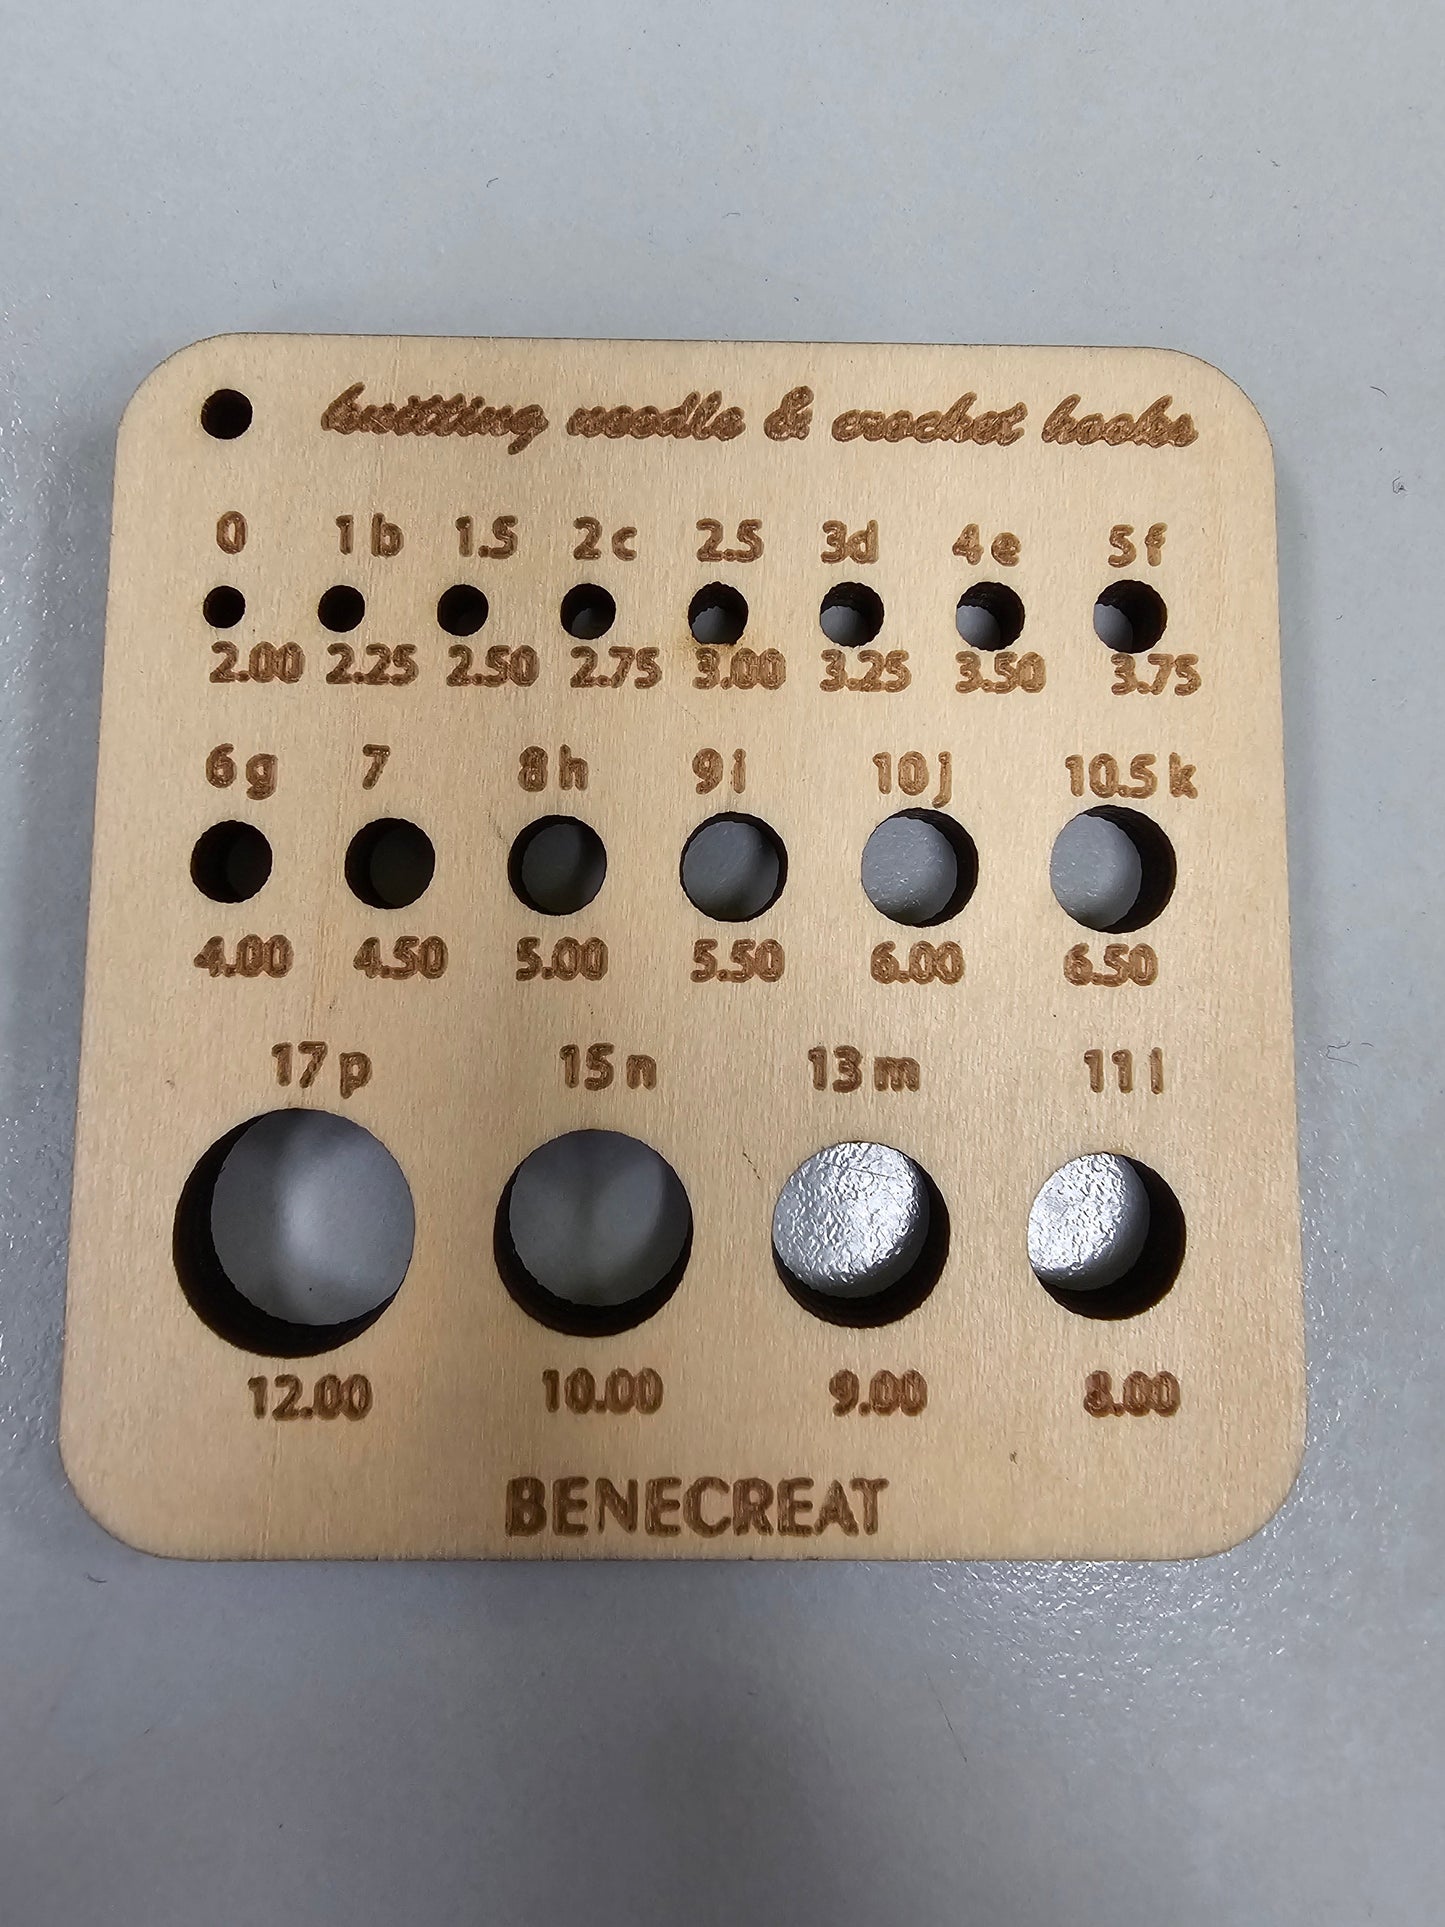 knitting needle & crochet hooks
0 1 b 1.5 2 c 2.5 3d 4 e 5 f
2.00 2.25 2.50 2.75 3.00 3.25 3.50 3.75
6 g 7 8 h 9 i 10 j 10.5 k
4.00 4.50 5.00 5.50 6.00 6.50
17 p 15 n 13 m 11 l
12.00 10.00 9.00 8.00
BENECREAT